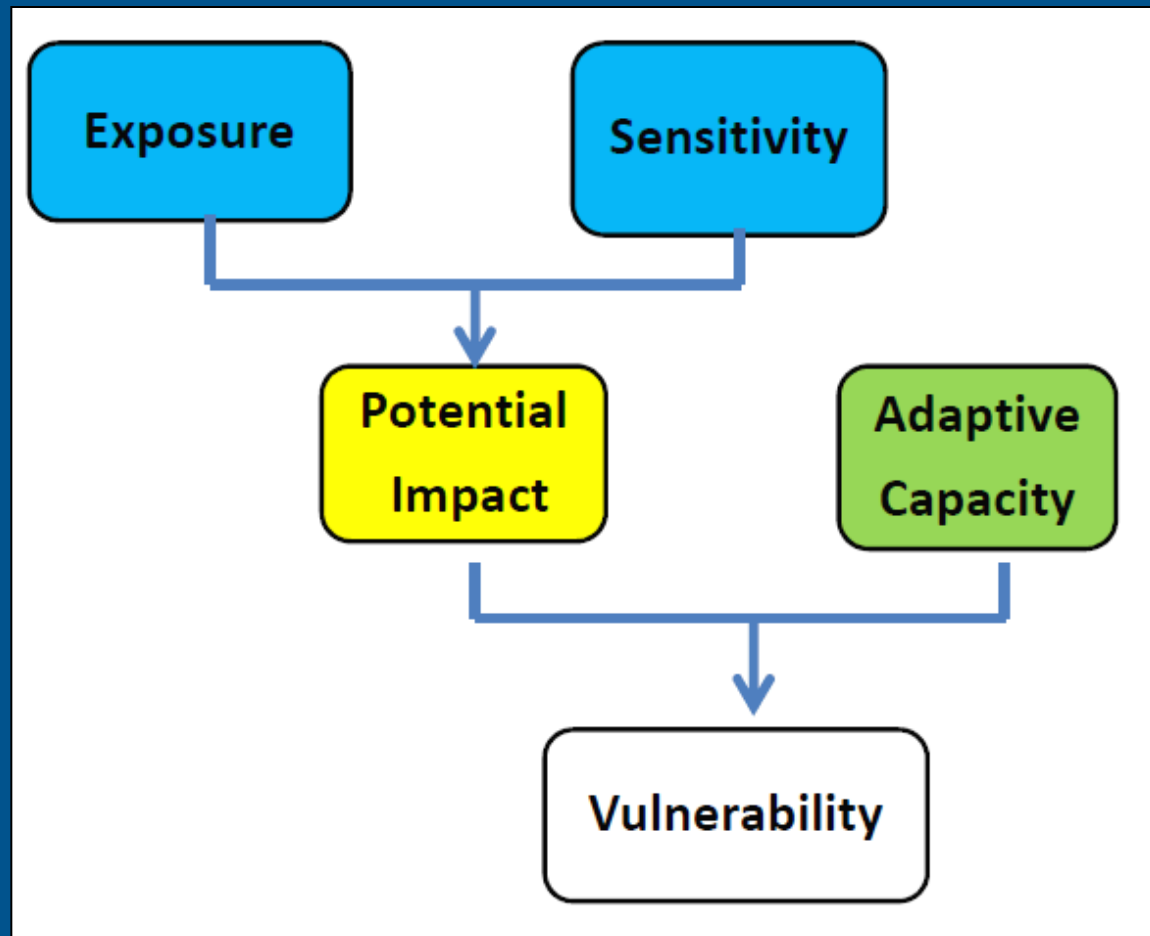 Exposure
Sensitivity
Potential
Impact
Adaptive
Capacity
Vulnerability